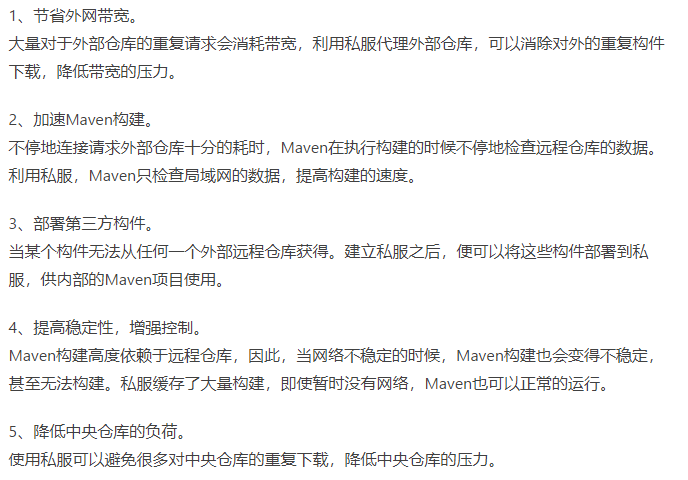 1、节省外网带宽。
大量对于外部仓库的重复请求会消耗带宽，利用私服代理外部仓库，可以消除对外的重复构件
下载，降低带宽的压力。
2、加速Maven构建。
不停地连接请求外部仓库十分的耗时，Maven在执行构建的时候不停地检查远程仓库的数据。
利用私服，Maven只检查局域网的数据，提高构建的速度。
3、部署第三方构件。
当某个构件无法从任何一个外部远程仓库获得。建立私服之后，便可以将这些构件部署到私
服，供内部的Maven项目使用。
4、提高稳定性，增强控制。
Maven构建高度依赖于远程仓库，因此，当网络不稳定的时候，Maven构建也会变得不稳定，
甚至无法构建。私服缓存了大量构建，即使暂时没有网络，Maven也可以正常的运行。
5、降低中央仓库的负荷。
使用私服可以避免很多对中央仓库的重复下载，降低中央仓库的压力。